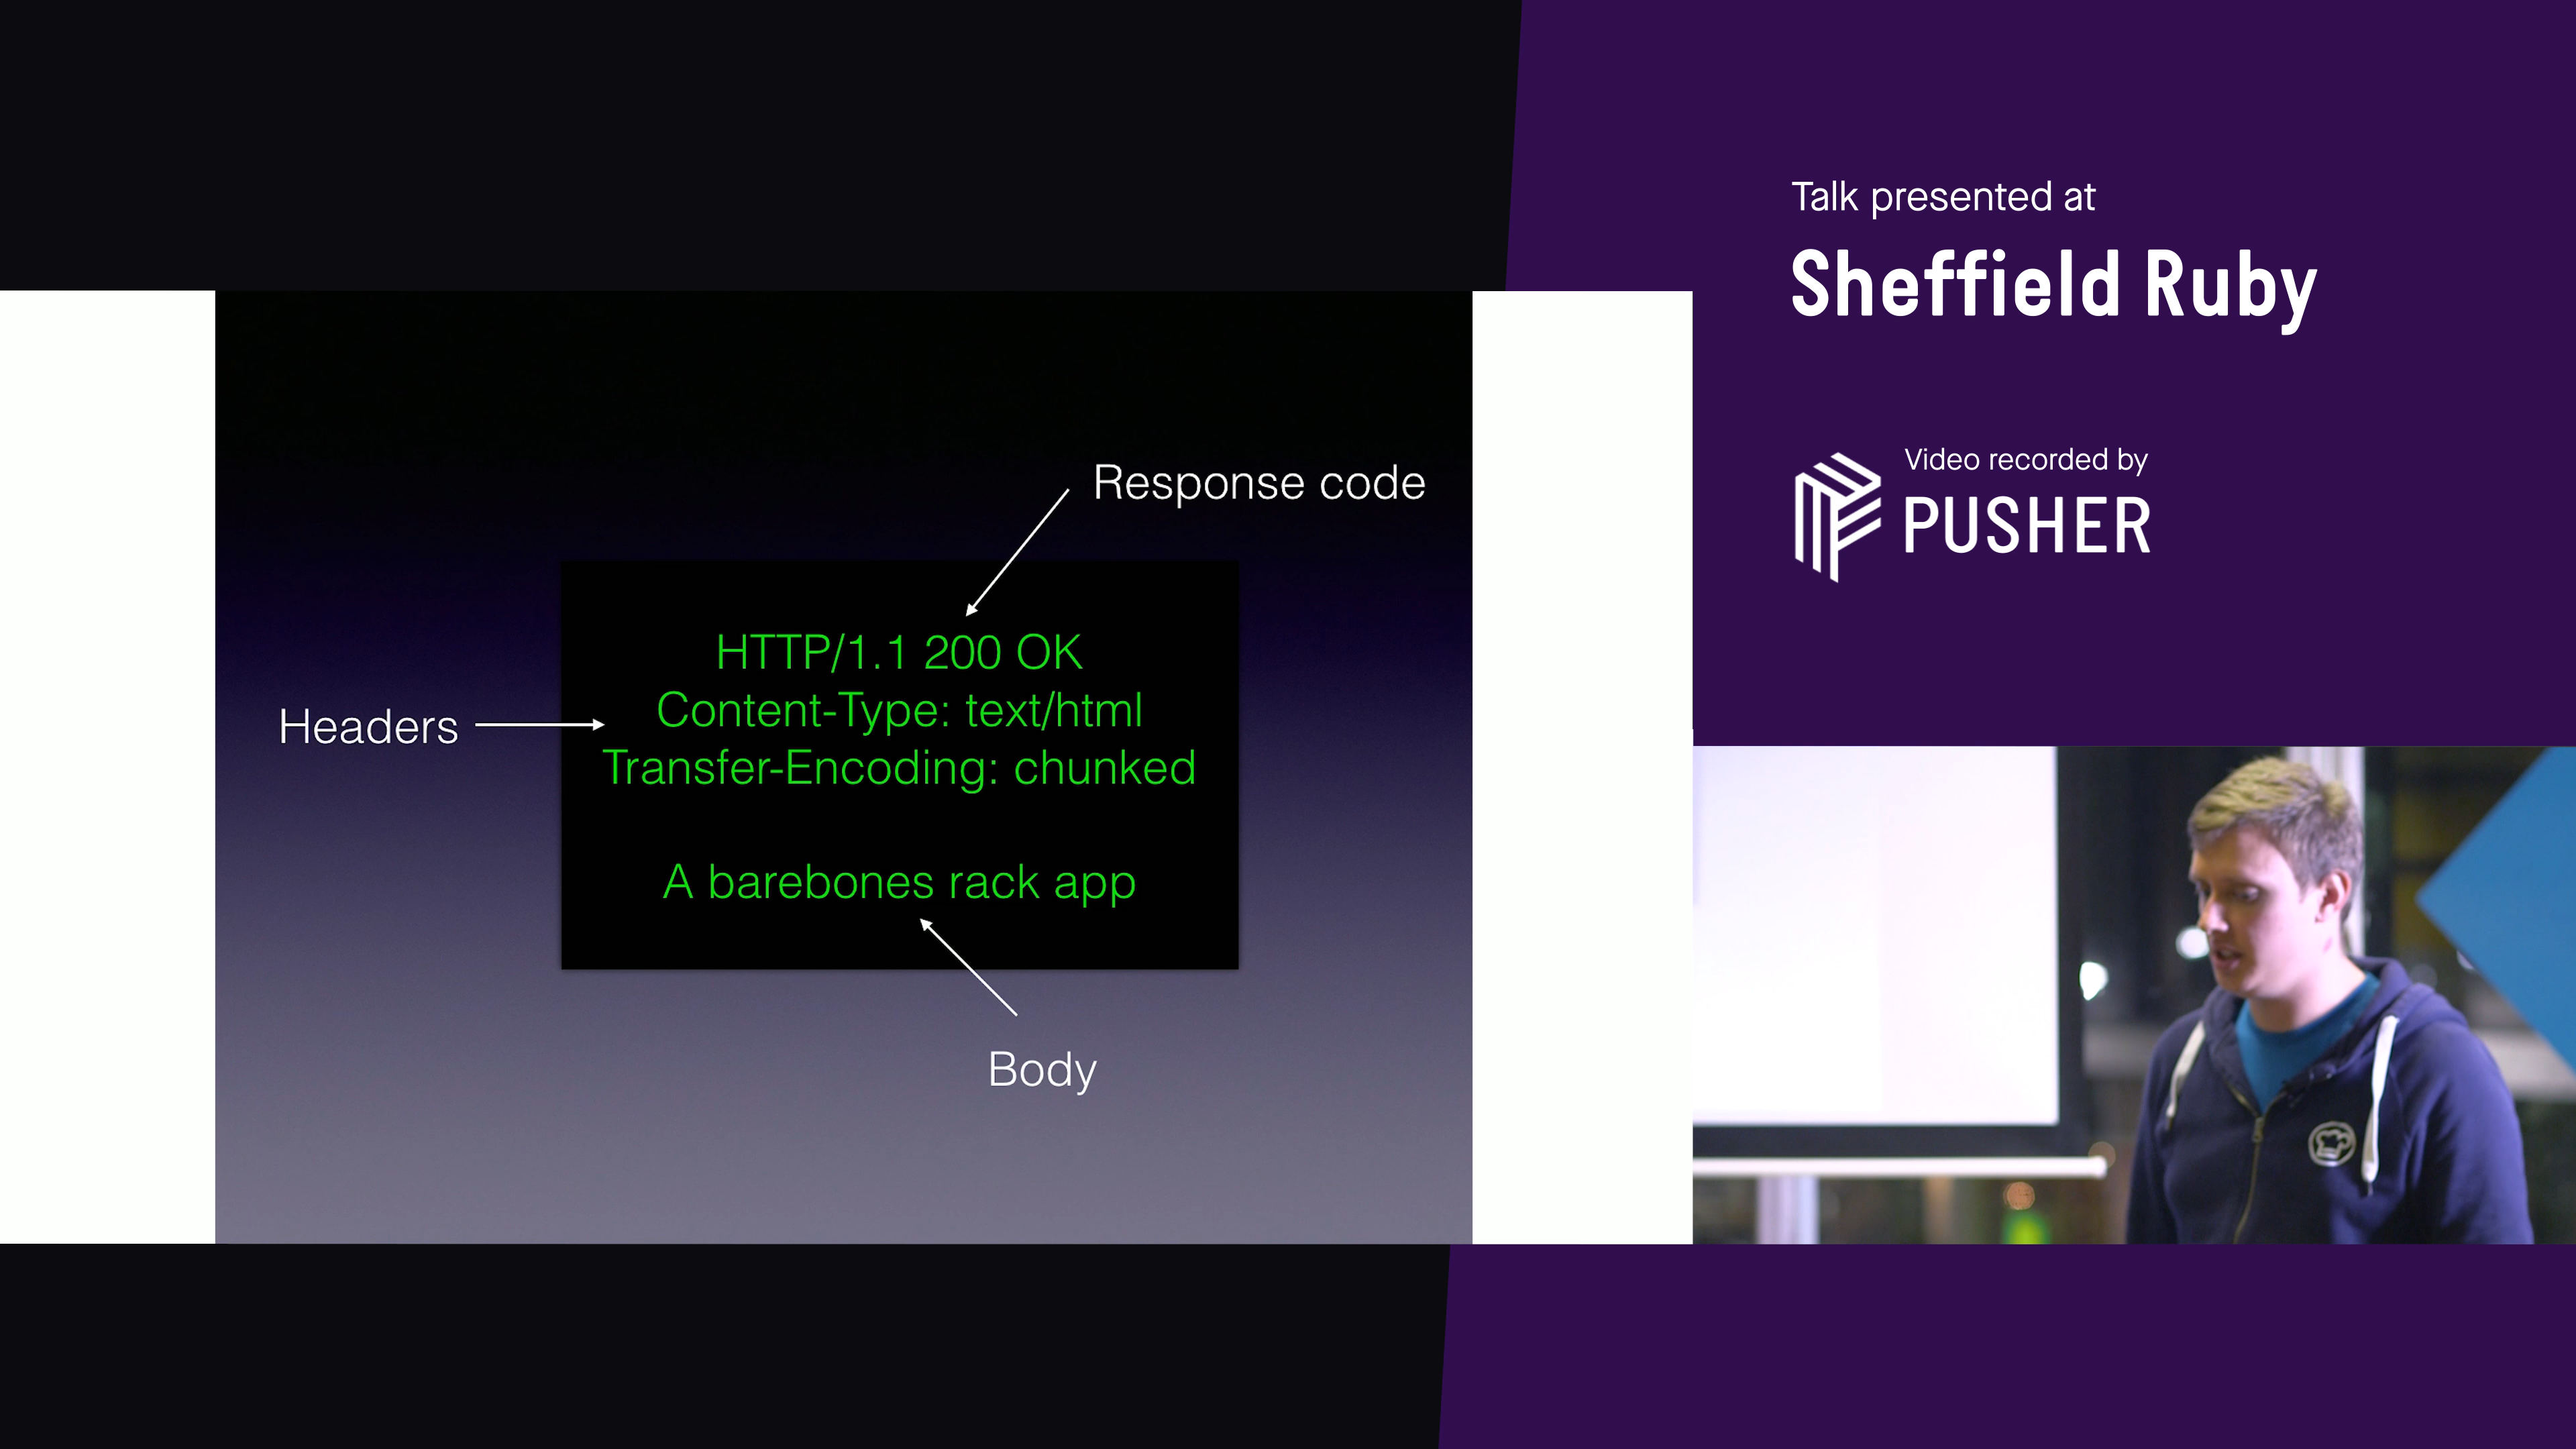 Talk presented at
Sheffield Ruby
Video recorded by
PUSHER
Response code
HTTP/1.1 200 OK
Content-Type: text/html
Headers
Transfer-Encoding: chunked
A barebones rack app
Body